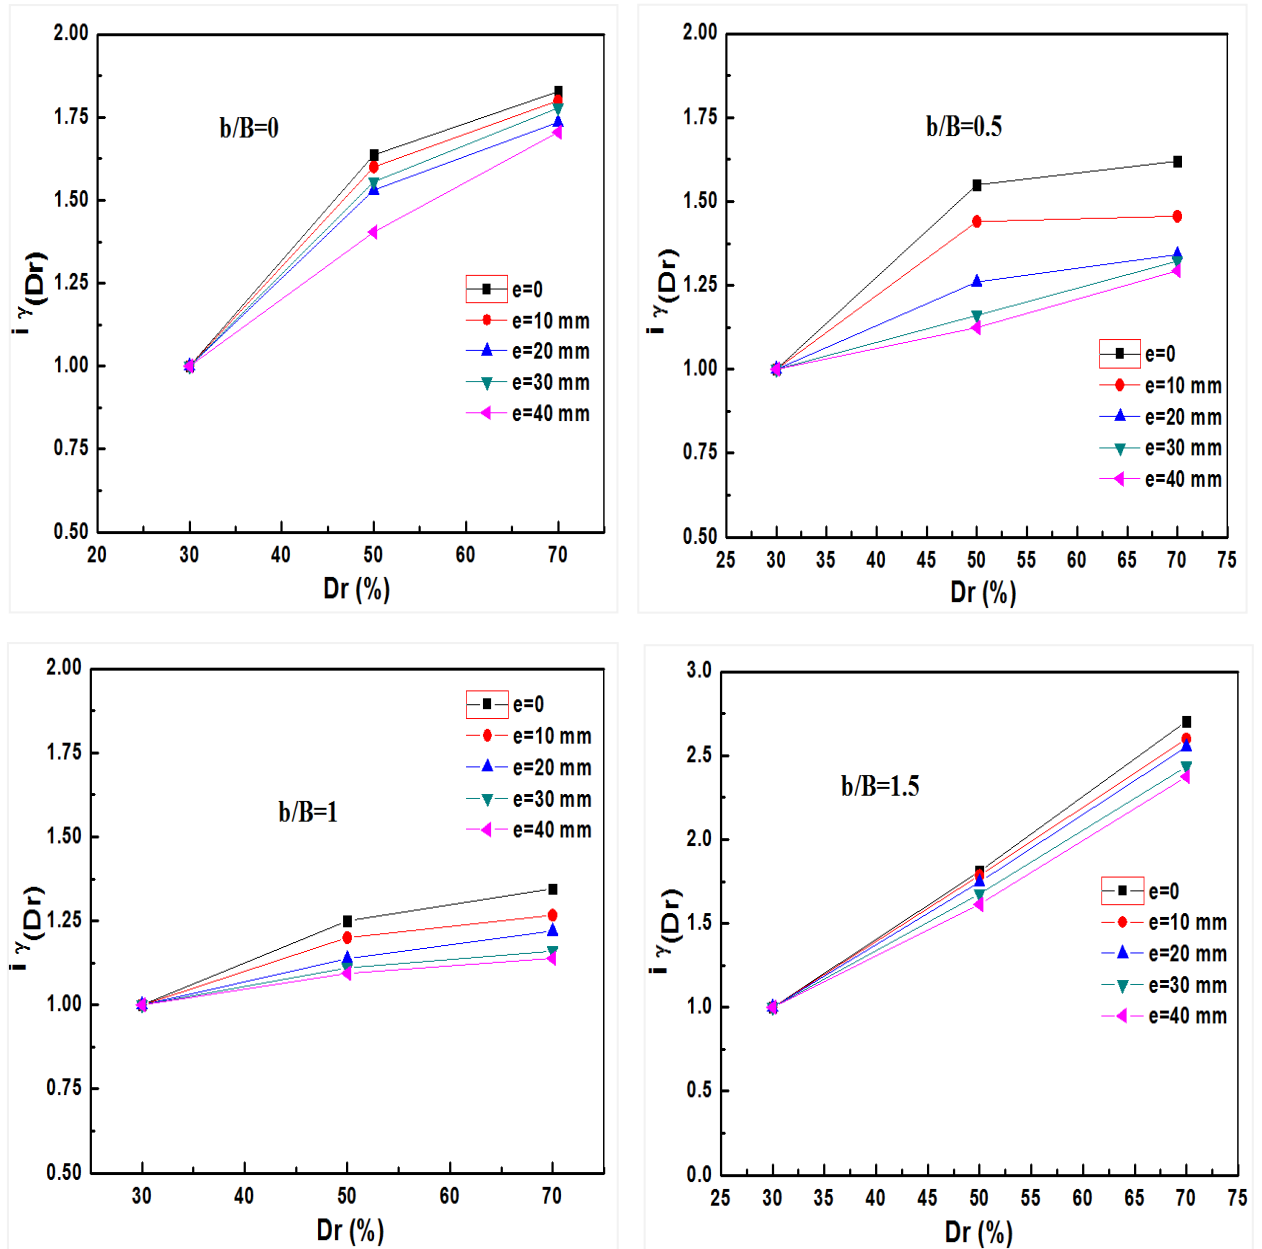 2.00
1.75
1.50
1.25
1.00
0.75
0.50
20 30 40 50 60 70
i γ(Dr)
Dr (%)
b/B=0
e=0
e=10 mm
e=20 mm
e=30 mm
e=40 mm
2.00
1.75
1.50
1.25
1.00
0.75
0.50
25 30 35 40 45 50 55 60 65 70 75
i γ(Dr)
Dr (%)
b/B=0.5
e=0
e=10 mm
e=20 mm
e=30 mm
e=40 mm
2.00
1.75
1.50
1.25
1.00
0.75
0.50
30 40 50 60 70
i γ(Dr)
Dr (%)
b/B=1
e=0
e=10 mm
e=20 mm
e=30 mm
e=40 mm
3.0
2.5
2.0
1.5
1.0
0.5
0.0
25 30 35 40 45 50 55 60 65 70 75
i γ(Dr)
Dr (%)
b/B=1.5
e=0
e=10 mm
e=20 mm
e=30 mm
e=40 mm